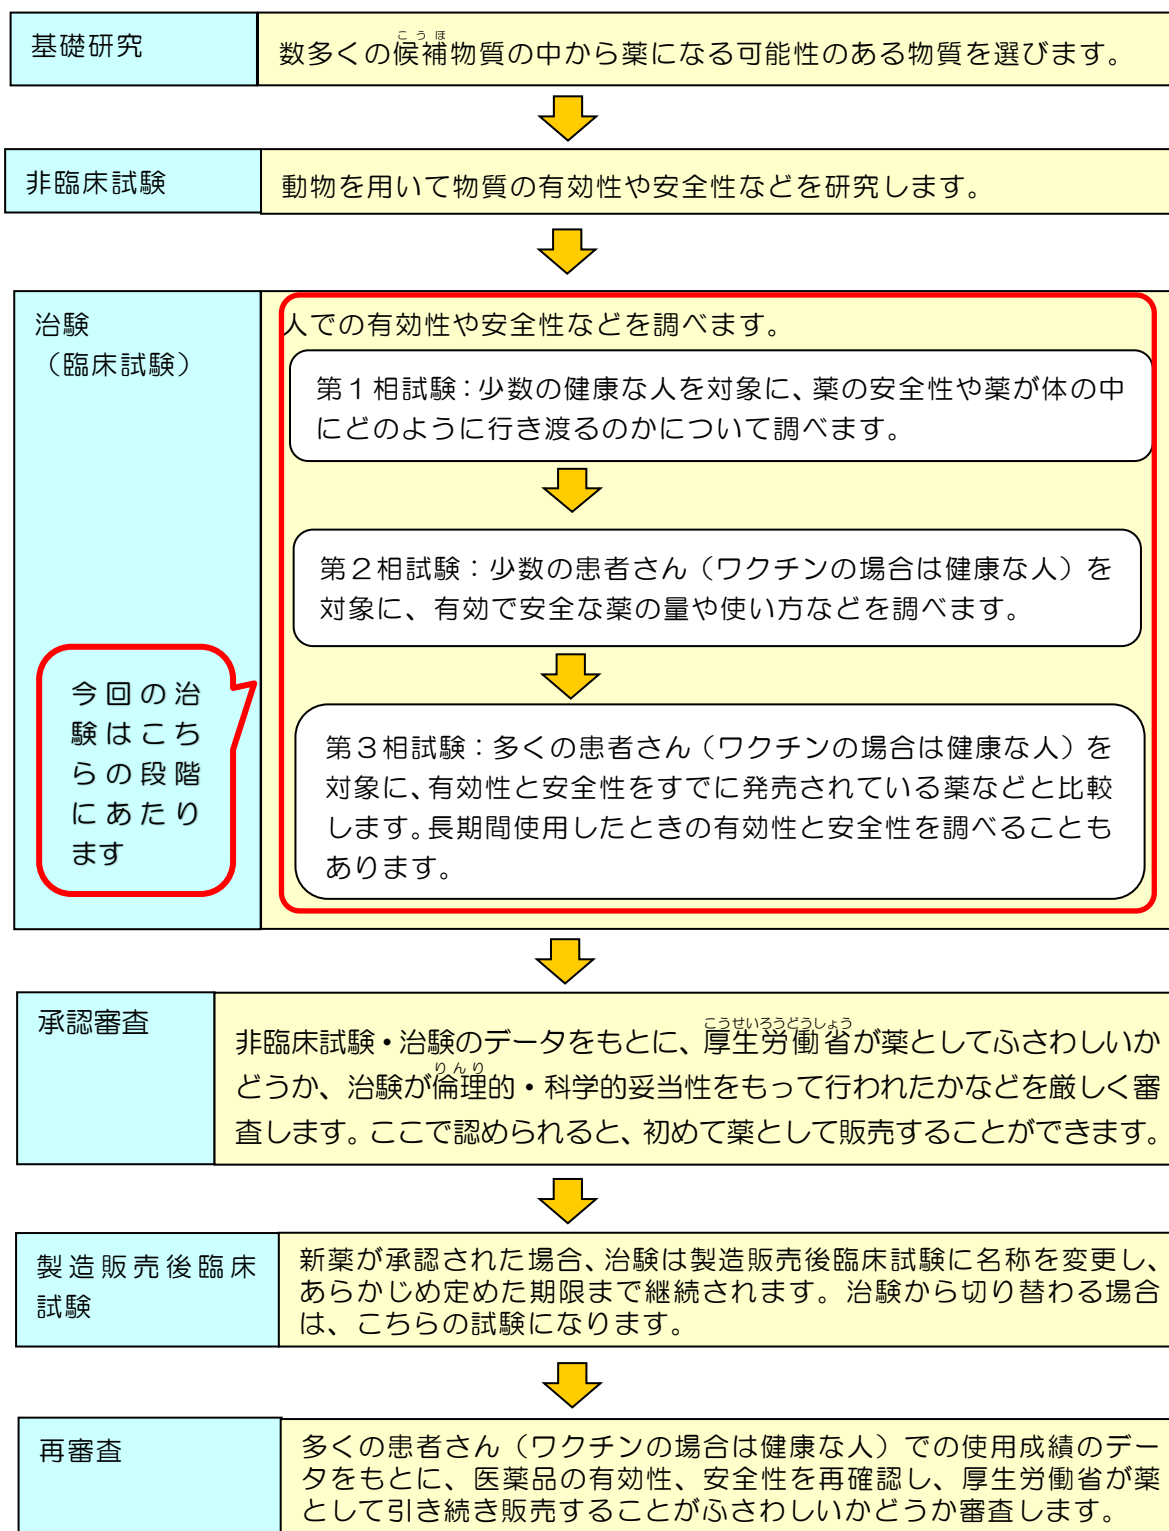 基礎研究
こうほ
数多くの候補物質の中から薬になる可能性のある物質を選びます。
非臨床試験
動物を用いて物質の有効性や安全性などを研究します。
治験
（臨床試験）
人での有効性や安全性などを調べます。
第１相試験：少数の健康な人を対象に、薬の安全性や薬が体の中
にどのように行き渡るのかについて調べます。
第２相試験：少数の患者さん（ワクチンの場合は健康な人）を
対象に、有効で安全な薬の量や使い方などを調べます。
今回の治
験はこち
らの段階
にあたり
ます
第３相試験：多くの患者さん（ワクチンの場合は健康な人）を
対象に、有効性と安全性をすでに発売されている薬などと比較
します。長期間使用したときの有効性と安全性を調べることも
あります。
承認審査
こうせいろうどうしょう
非臨床試験・治験のデータをもとに、厚生労働省が薬としてふさわしいか
りんり
どうか、治験が倫理的・科学的妥当性をもって行われたかなどを厳しく審
査します。ここで認められると、初めて薬として販売することができます。
製造販売後臨床
試験
新薬が承認された場合、治験は製造販売後臨床試験に名称を変更し、
あらかじめ定めた期限まで継続されます。治験から切り替わる場合
は、こちらの試験になります。
再審査
多くの患者さん（ワクチンの場合は健康な人）での使用成績のデー
タをもとに、医薬品の有効性、安全性を再確認し、厚生労働省が薬
として引き続き販売することがふさわしいかどうか審査します。